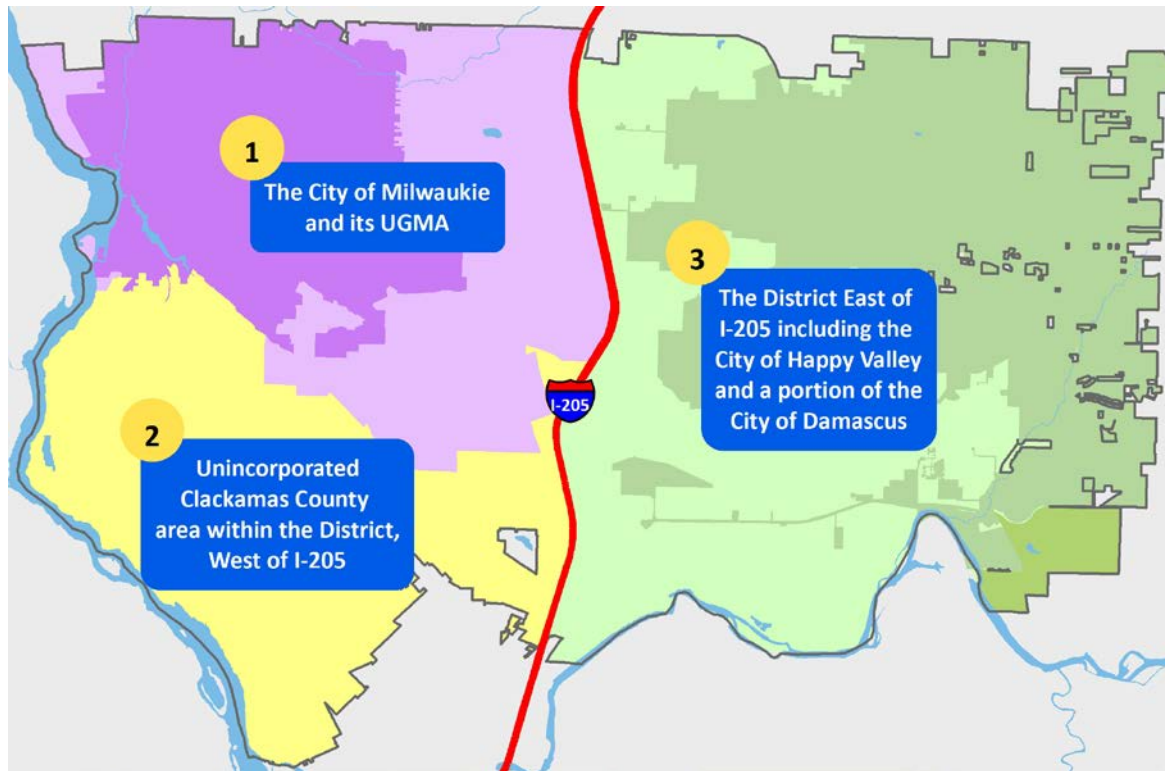 1
The City of Milwaukie
and its UGMA
2
Unincorporated
Clackamas County
area within the District,
West of I-205
I-205
3
The District East of
I-205 including the
City of Happy Valley
and a portion of the
City of Damascus